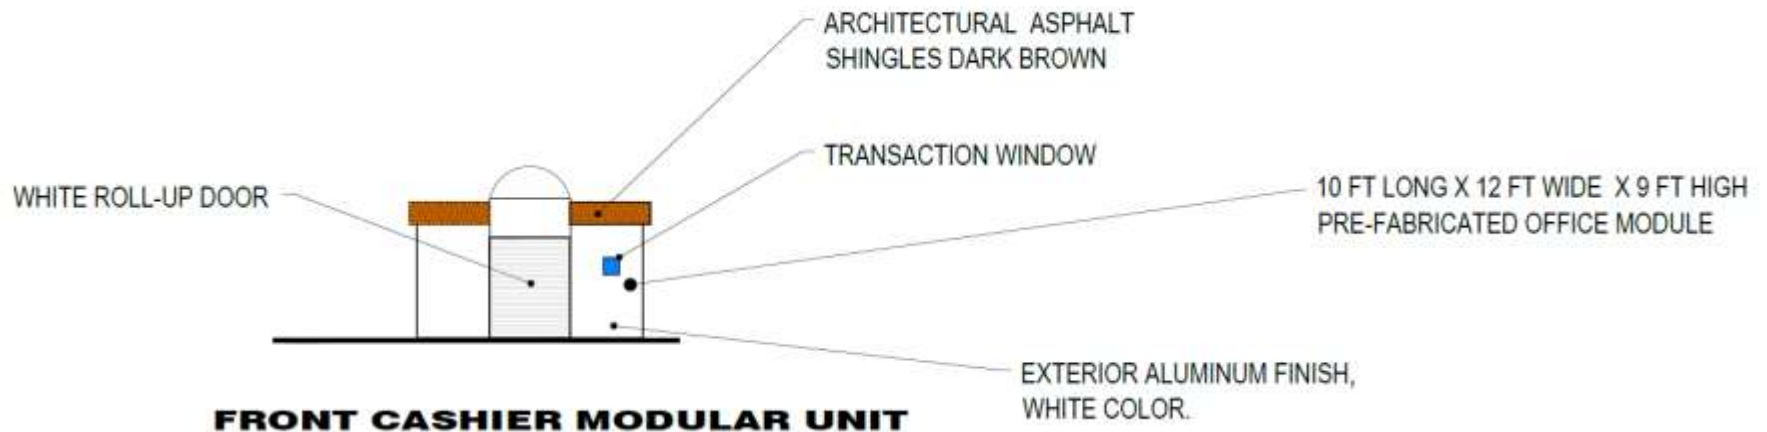 ARCHITECTURAL ASPHALT
SHINGLES DARK BROWN
TRANSACTION WINDOW
WHITE ROLL-UP DOOR
10 FT LONG X 12 FT WIDE X 9 FT HIGH
PRE-FABRICATED OFFICE MODULE
EXTERIOR ALUMINUM FINISH,
WHITE COLOR.
FRONT CASHIER MODULAR UNIT